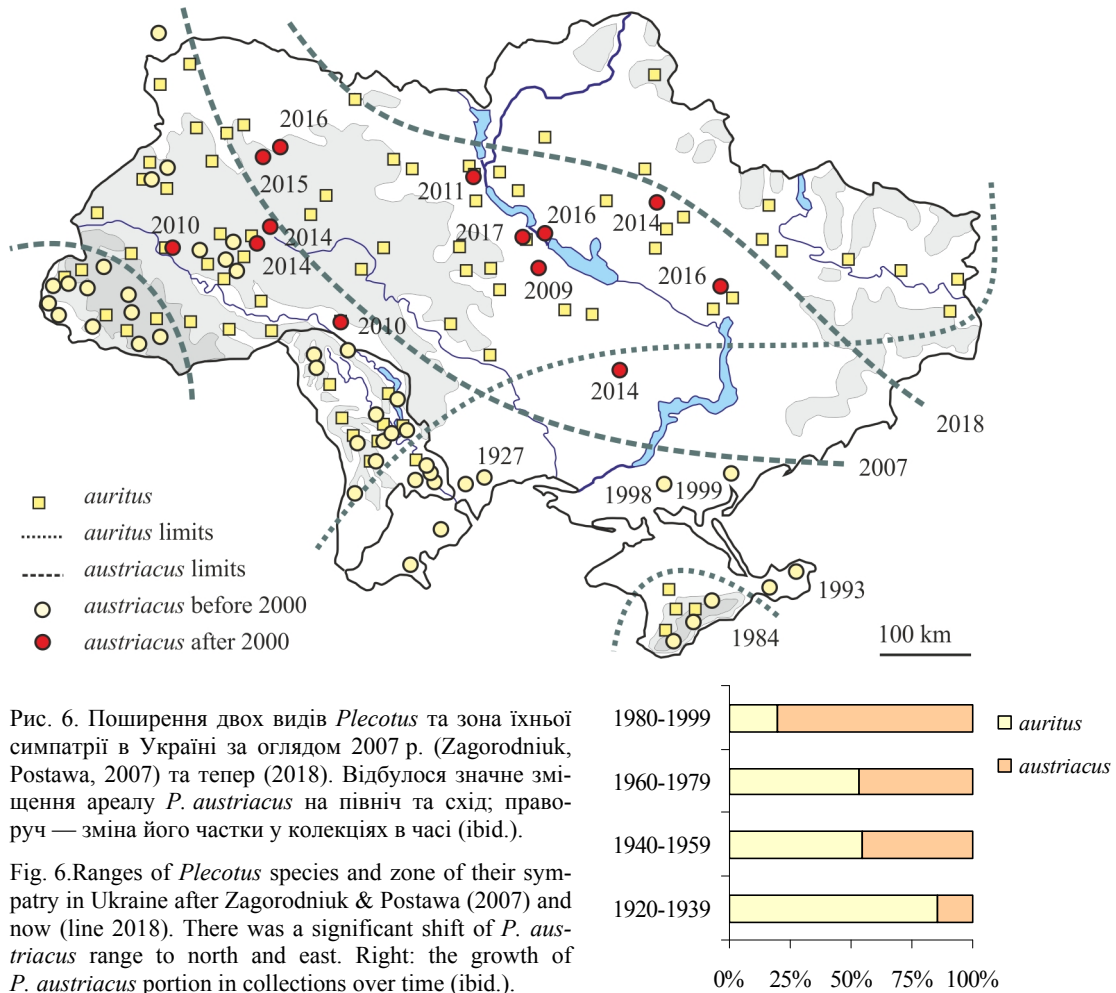 2016
2015
2011
2010
2014
2014
2017
2016
2014
2009
2016
2010
2014
2018
2007
1927
1998
1999
1993
1984
100 km
auritus
auritus limits
austriacus limits
austriacus before 2000
austriacus after 2000
Рис. 6. Поширення двох видів Plecotus та зона їхньої
симпатрії в Україні за оглядом 2007 р. (Zagorodniuk,
Postawa, 2007) та тепер (2018). Відбулося значне змі-
щення ареалу P. austriacus на північ та схід; право-
руч — зміна його частки у колекціях в часі (ibid.).
Fig. 6.Ranges of Plecotus species and zone of their sym-
patry in Ukraine after Zagorodniuk & Postawa (2007) and
now (line 2018). There was a significant shift of P. aus-
triacus range to north and east. Right: the growth of
P. austriacus portion in collections over time (ibid.).
1980-1999
1960-1979
1940-1959
1920-1939
0% 25% 50% 75% 100%
auritus
austriacus